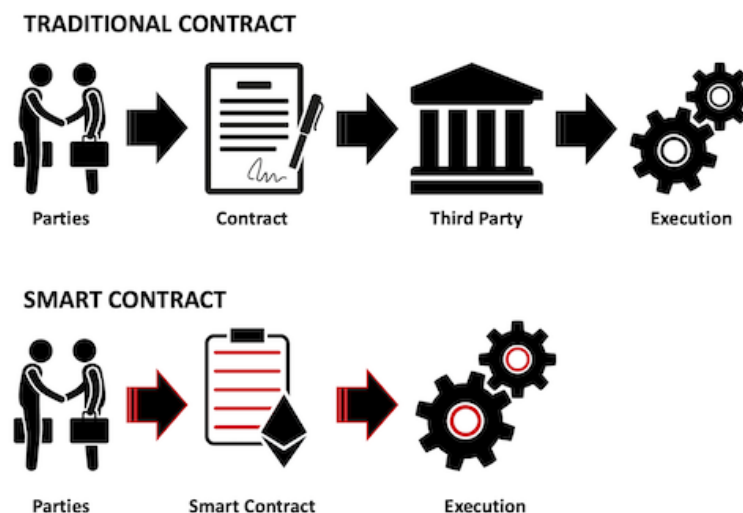 TRADITIONAL CONTRACT
Parties
Contract
Third Party
Execution
SMART CONTRACT
Parties
Smart Contract
Execution